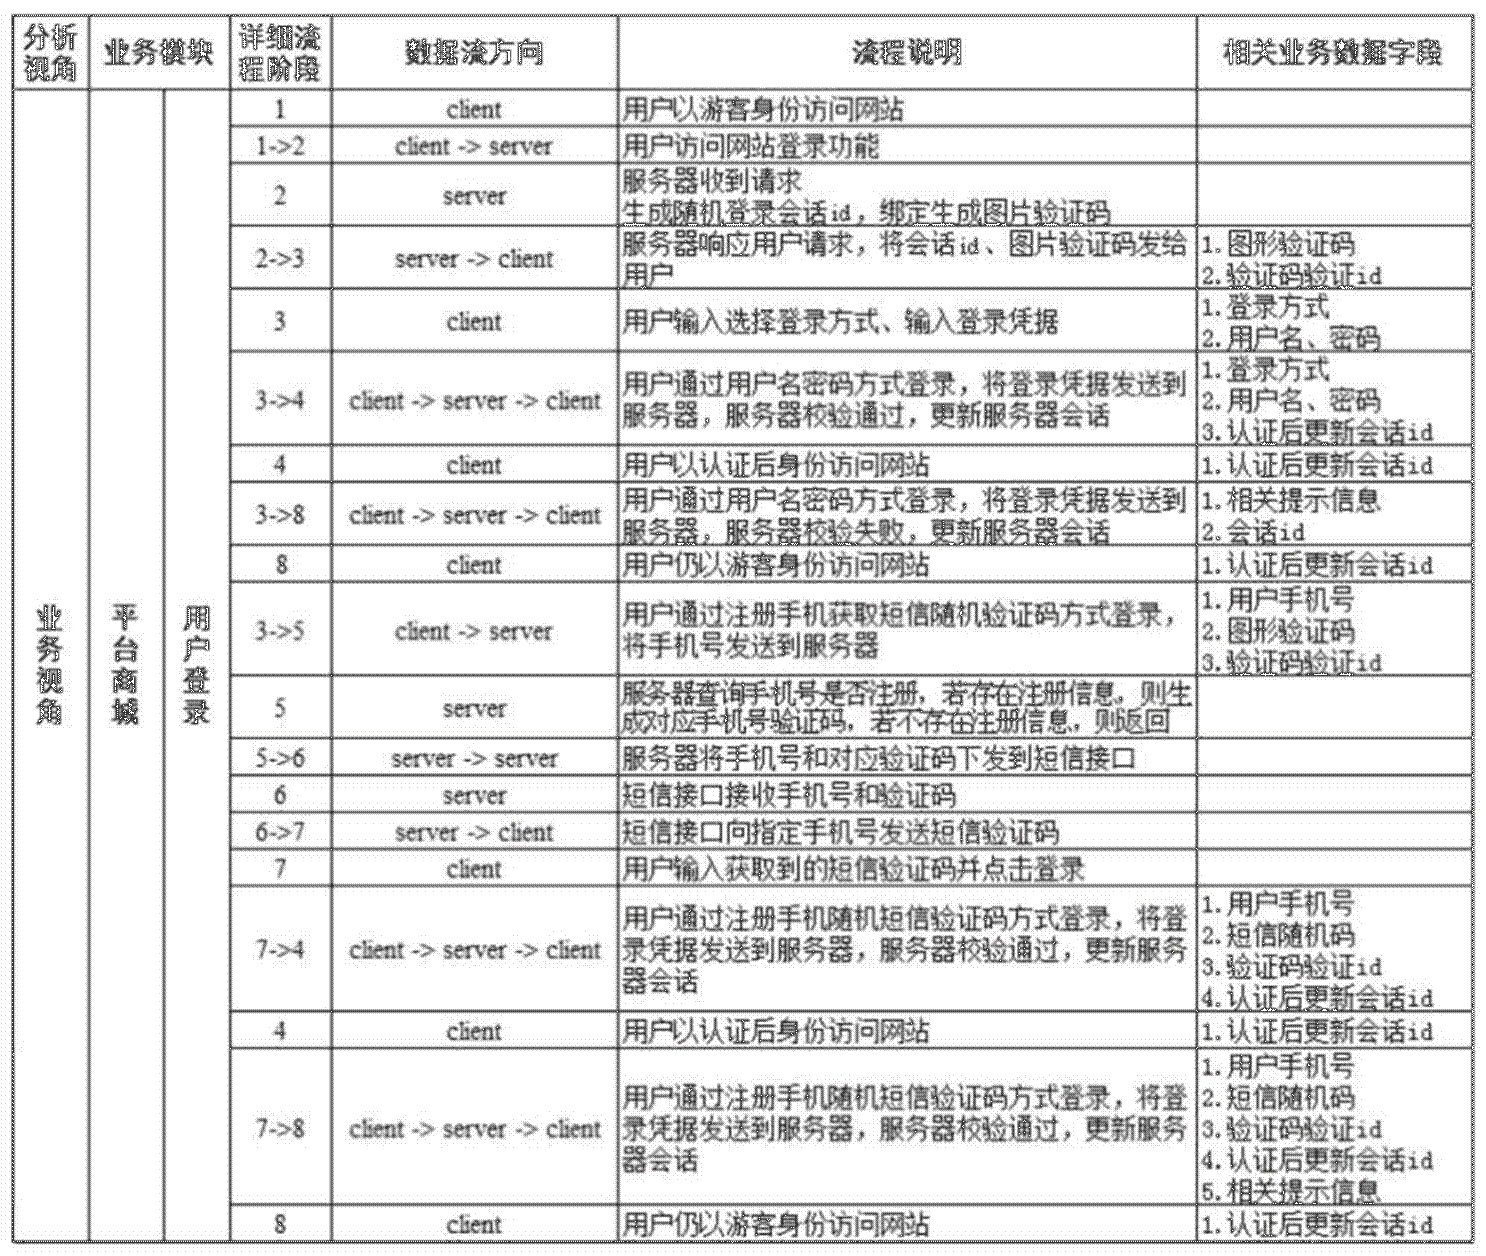 分析视角
业务模块
详细流程阶段
数据流方向
流程说明
相关业务数据字段
业务视角
平台商城
用户登录
1
client
用户以游客身份访问网站
1->2
client -> server
用户访问网站登录功能
2
server
服务器收到请求
生成随机登录会话id，绑定生成图片验证码
2->3
server -> client
服务器响应用户请求，将会话id、图片验证码发给
用户
1.图形验证码
2.验证码验证id
3
client
用户输入选择登录方式、输入登录凭据
1.登录方式
2.用户名、密码
3->4
client -> server -> client
用户通过用户名密码方式登录，将登录凭据发送到
服务器，服务器校验通过，更新服务器会话
1.登录方式
2.用户名、密码
3.认证后更新会话id
4
client
用户以认证后身份访问网站
1.认证后更新会话id
3->8
client -> server -> client
用户通过用户名密码方式登录，将登录凭据发送到
服务器，服务器校验失败，更新服务器会话
1.相关提示信息
2.会话id
8
client
用户仍以游客身份访问网站
1.认证后更新会话id
3->5
client -> server
用户通过注册手机获取短信随机验证码方式登录，
将手机号发送到服务器
1.用户手机号
2.图形验证码
3.验证码验证id
5
server
服务器查询手机号是否注册，若存在注册信息，则生
成对应手机号验证码，若不存在注册信息，则返回
5->6
server -> server
服务器将手机号和对应验证码下发到短信接口
6
server
短信接口接收手机号和验证码
6->7
server -> client
短信接口向指定手机号发送短信验证码
7
client
用户输入获取到的短信验证码并点击登录
7->4
client -> server -> client
用户通过注册手机随机短信验证码方式登录，将登
录凭据发送到服务器，服务器校验通过，更新服务
器会话
1.用户手机号
2.短信随机码
3.验证码验证id
4.认证后更新会话id
4
client
用户以认证后身份访问网站
1.认证后更新会话id
7->8
client -> server -> client
用户通过注册手机随机短信验证码方式登录，将登
录凭据发送到服务器，服务器校验通过，更新服务
器会话
1.用户手机号
2.短信随机码
3.验证码验证id
4.认证后更新会话id
5.相关提示信息
8
client
用户仍以游客身份访问网站
1.认证后更新会话id